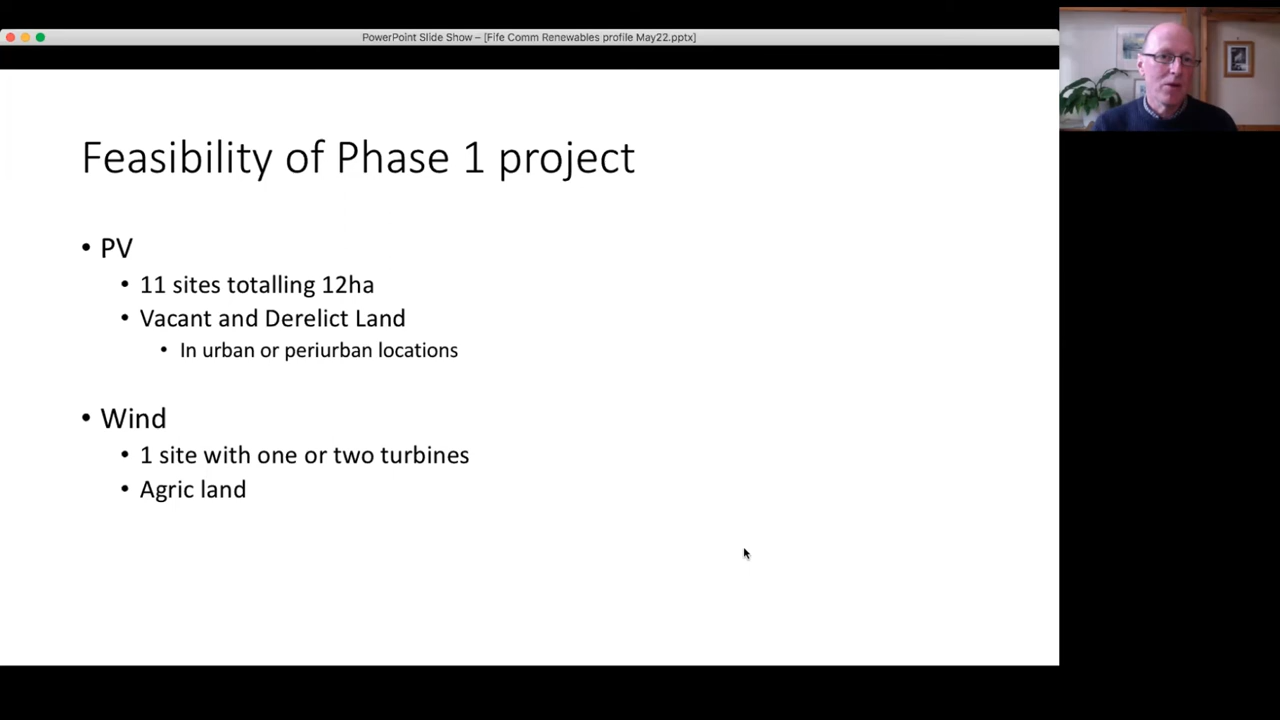 PowerPoint Slide Show – [Fife Comm Renewables profile May22.pptx]
Feasibility of Phase 1 project
• PV
• 11 sites totalling 12ha
• Vacant and Derelict Land
• In urban or periurban locations
• Wind
• 1 site with one or two turbines
• Agric land